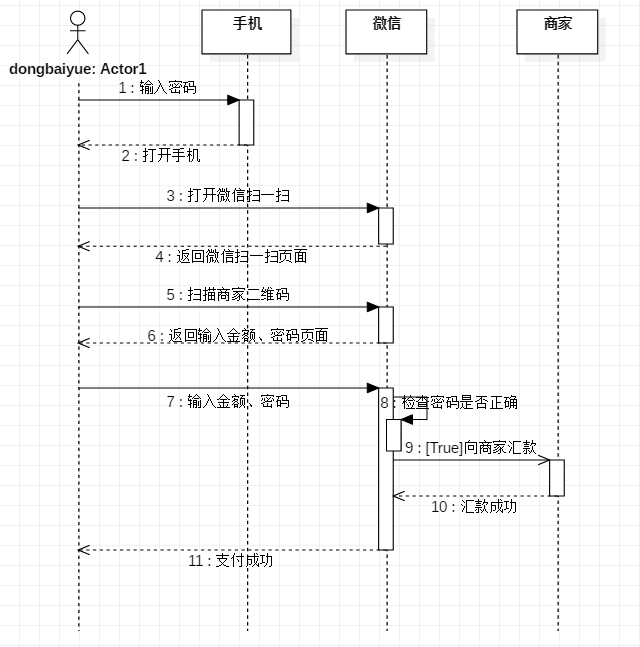 手机
微信
商家
dongbaiyue: Actor1
1 : 输入密码
2 : 打开手机
3 : 打开微信扫一扫
4 : 返回微信扫一扫页面
5 : 扫描商家二维码
6 : 返回输入金额、密码页面
7 : 输入金额、密码
8 : 检查密码是否正确
9 : [True]向商家汇款
10 : 汇款成功
11 : 支付成功